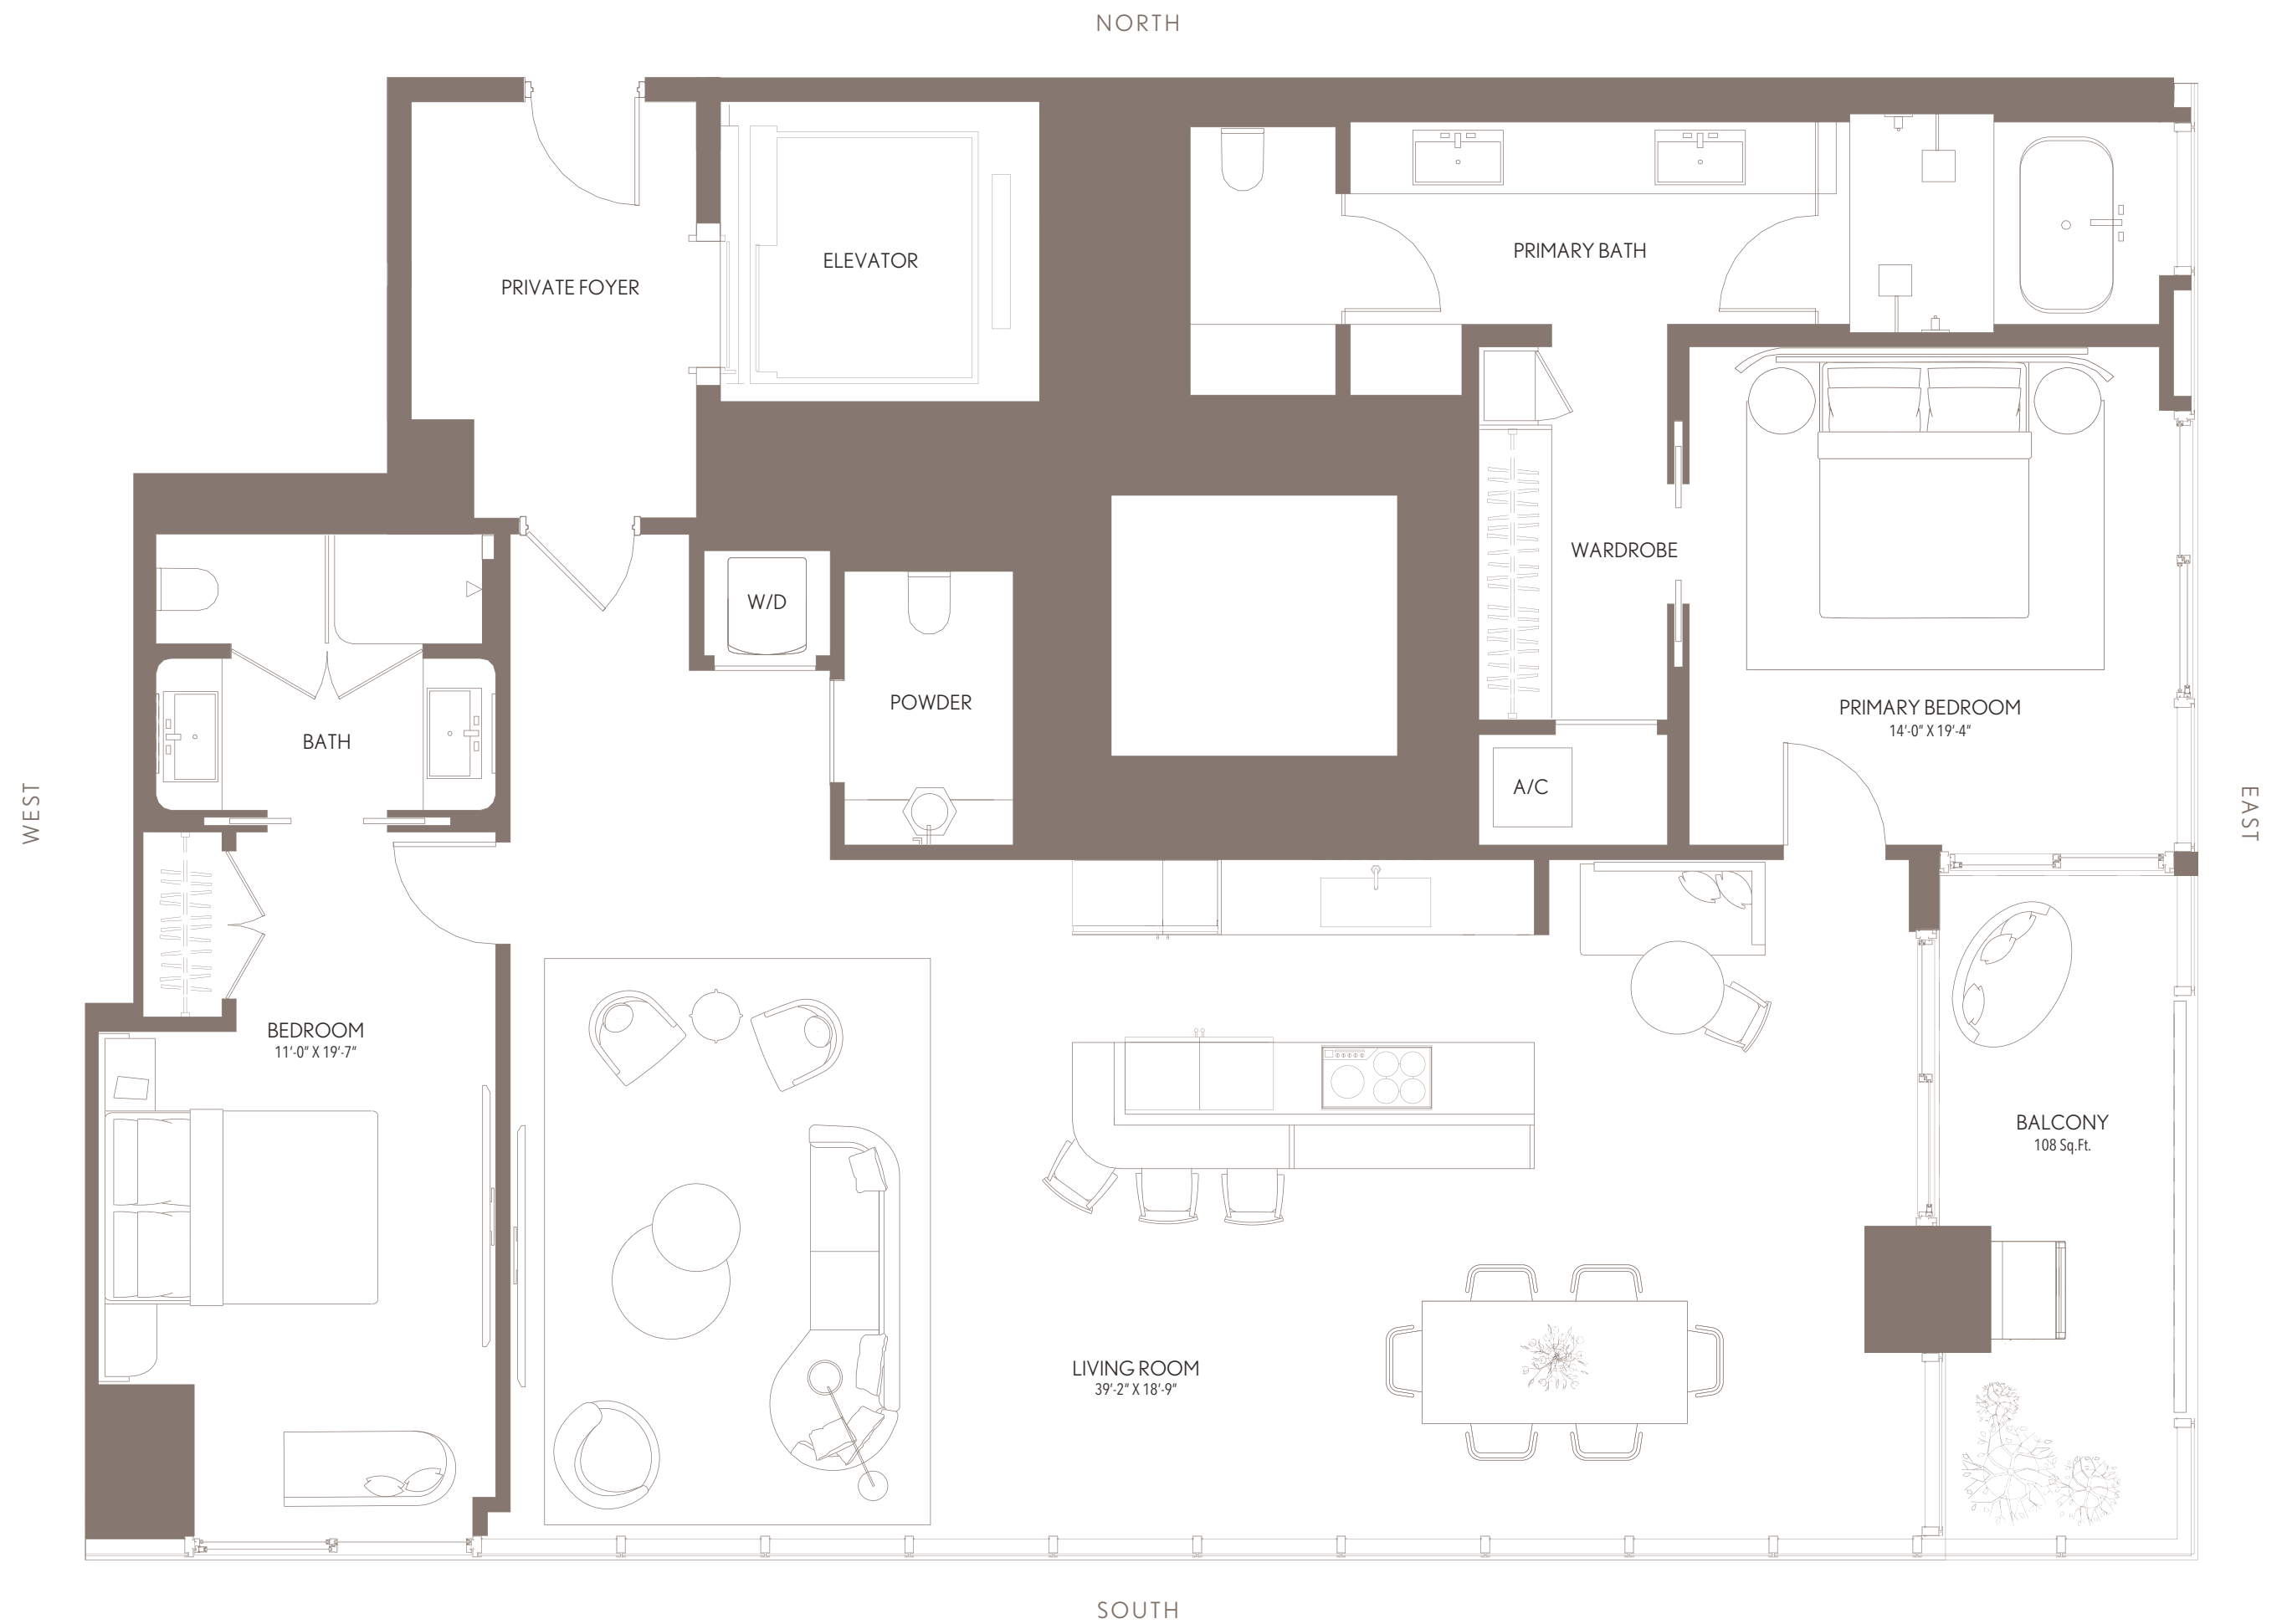 NORTH
PRIMARY BATH
ELEVATOR
PRIVATE FOYER
WARDROBE
W/D
POWDER
PRIMARY BEDROOM
14'-0" X 19'-4"
BATH
A/C
WEST
EAST
BEDROOM
11'-0" X 19'-7"
BALCONY
108 Sq.Ft.
LIVING ROOM
39'-2" X 18'-9"
SOUTH